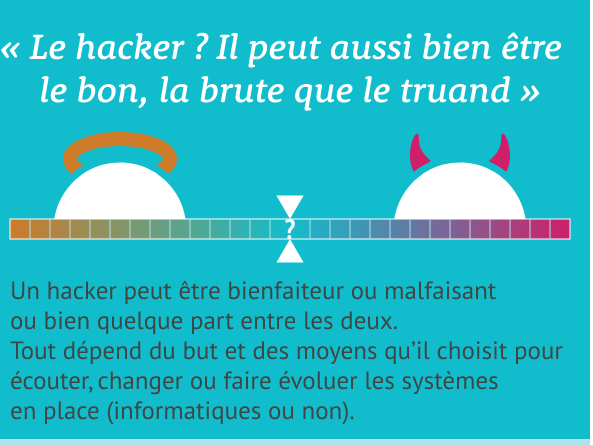 « Le hacker ? Il peut aussi bien être
le bon, la brute que le truand »
?
Un hacker peut être bienfaiteur ou malfaisant
ou bien quelque part entre les deux.
Tout dépend du but et des moyens qu’il choisit pour
écouter, changer ou faire évoluer les systèmes
en place (informatiques ou non).